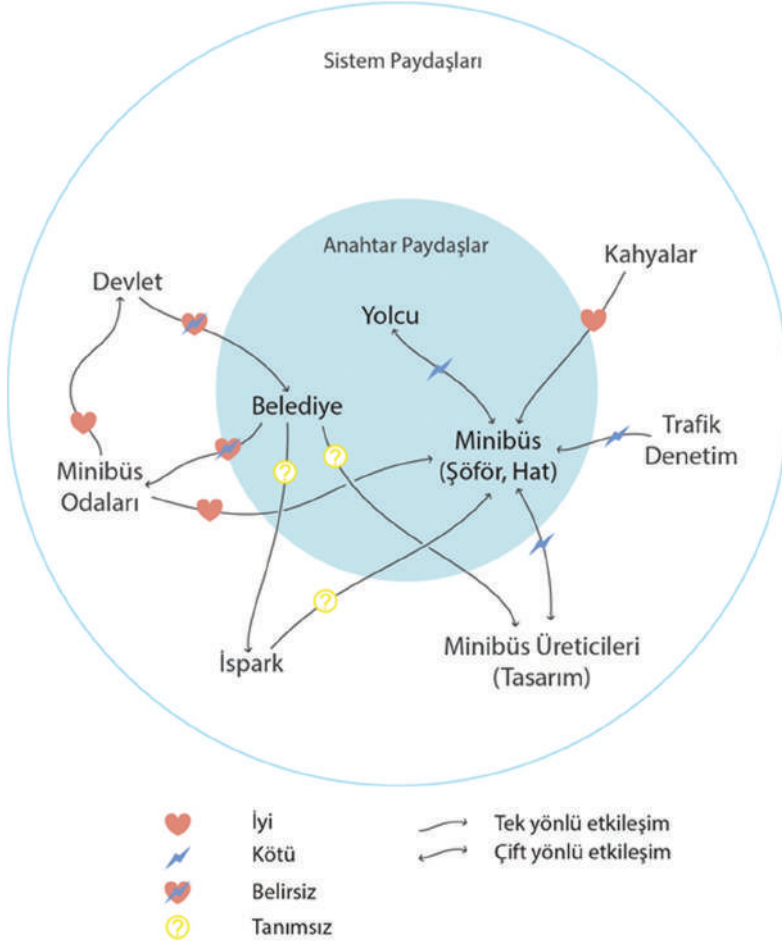 Sistem Paydaşları
Anahtar Paydaşlar
Kahyalar
Devlet
Yolcu
Belediye
Minibüs
(Şöför, Hat)
Trafik
Denetim
Minibüs
Odaları
İspark
Minibüs Üreticileri
(Tasarım)
İyi
Kötü
Belirsiz
? Tanımsız
Tek yönlü etkileşim
Çift yönlü etkileşim